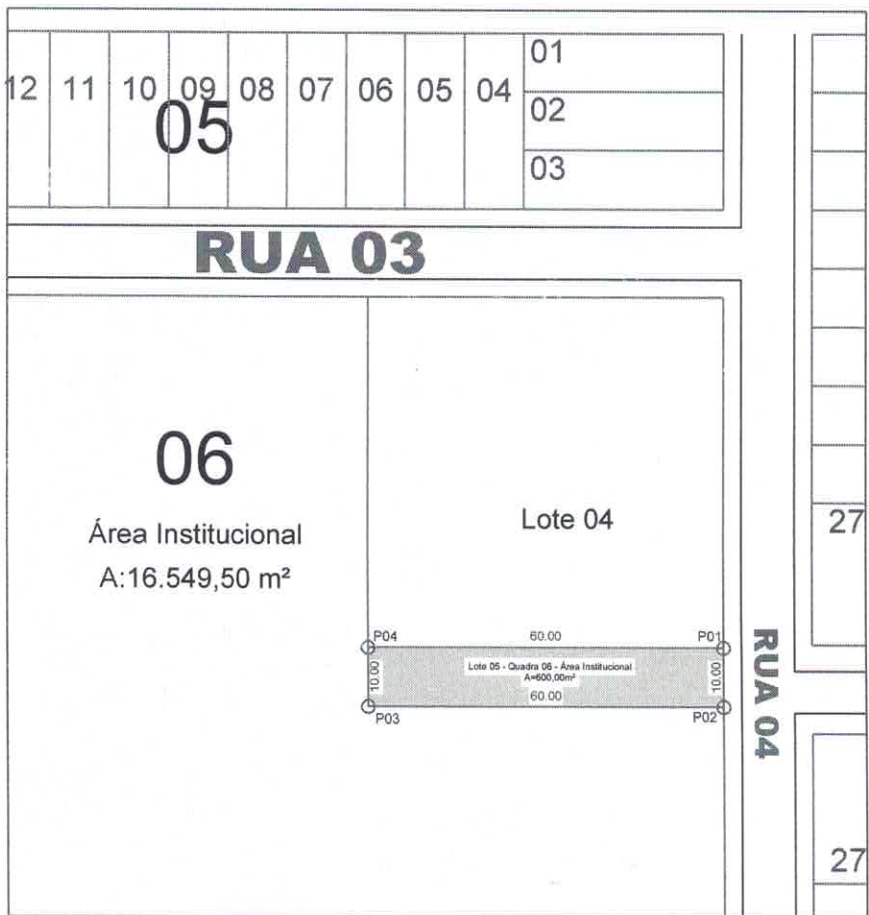 01
12 11 10 09 08 07 06 05 04
02
05
03
RUA 03
06
Área Institucional
A:16.549,50 m²
Lote 04
27
P04 60.00 P01
10.00
Lote 05 - Quadra 06 - Área Institucional
A=600,00m²
10.00
60.00
P03 P02
RUA 04
27